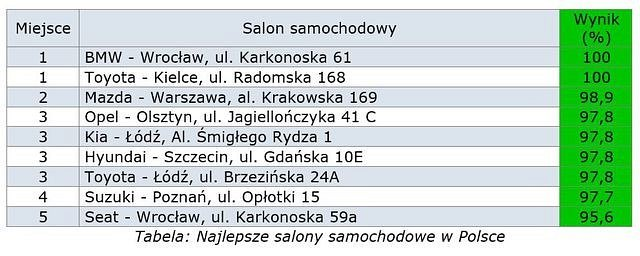 Miejsce Salon samochodowy Wynik (%)
1 BMW - Wrocław, ul. Karkonoska 61 100
1 Toyota - Kielce, ul. Radomska 168 100
2 Mazda - Warszawa, al. Krakowska 169 98,9
3 Opel - Olsztyn, ul. Jagiellończyka 41 C 97,8
3 Kia - Łódź, Al. Śmigłego Rydza 1 97,8
3 Hyundai - Szczecin, ul. Gdańska 10E 97,8
3 Toyota - Łódź, ul. Brzezińska 24A 97,8
4 Suzuki - Poznań, ul. Opłotki 15 97,7
5 Seat - Wrocław, ul. Karkonoska 59a 95,6
Tabela: Najlepsze salony samochodowe w Polsce